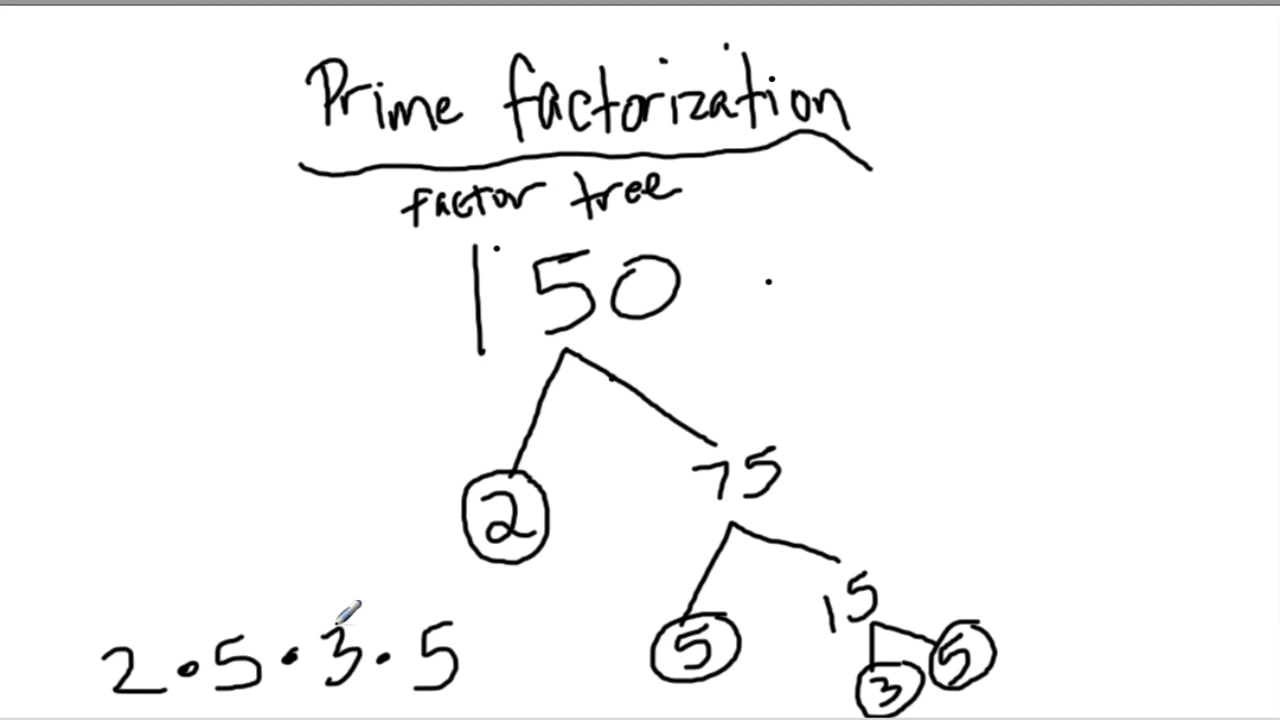 Prime factorization
factor tree
150
2 75
5 15
3 5
2 • 5 • 3 • 5